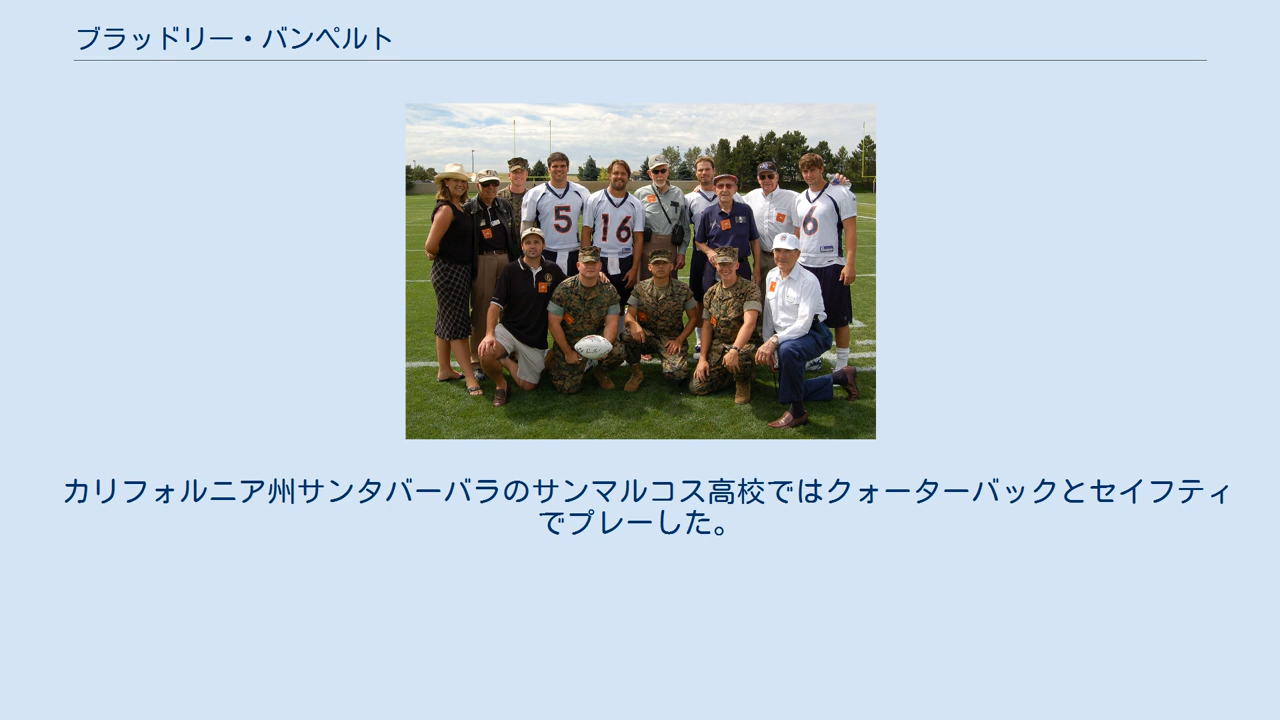 ブラッドリー・バンペルト
5
16
6
カリフォルニア州サンタバーバラのサンマルコス高校ではクォーターバックとセイフティ
でプレーした。